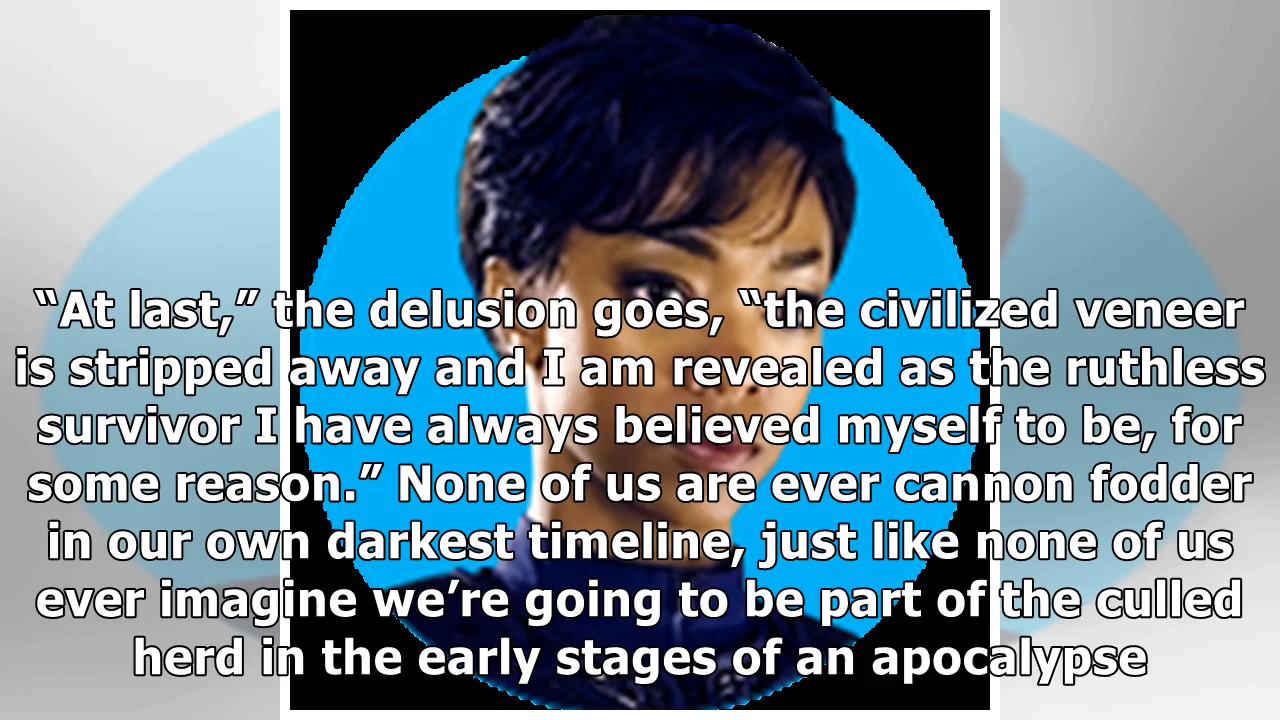 “At last,” the delusion goes, “the civilized veneer
is stripped away and I am revealed as the ruthless
survivor I have always believed myself to be, for
some reason.” None of us are ever cannon fodder
in our own darkest timeline, just like none of us
ever imagine we’re going to be part of the culled
herd in the early stages of an apocalypse